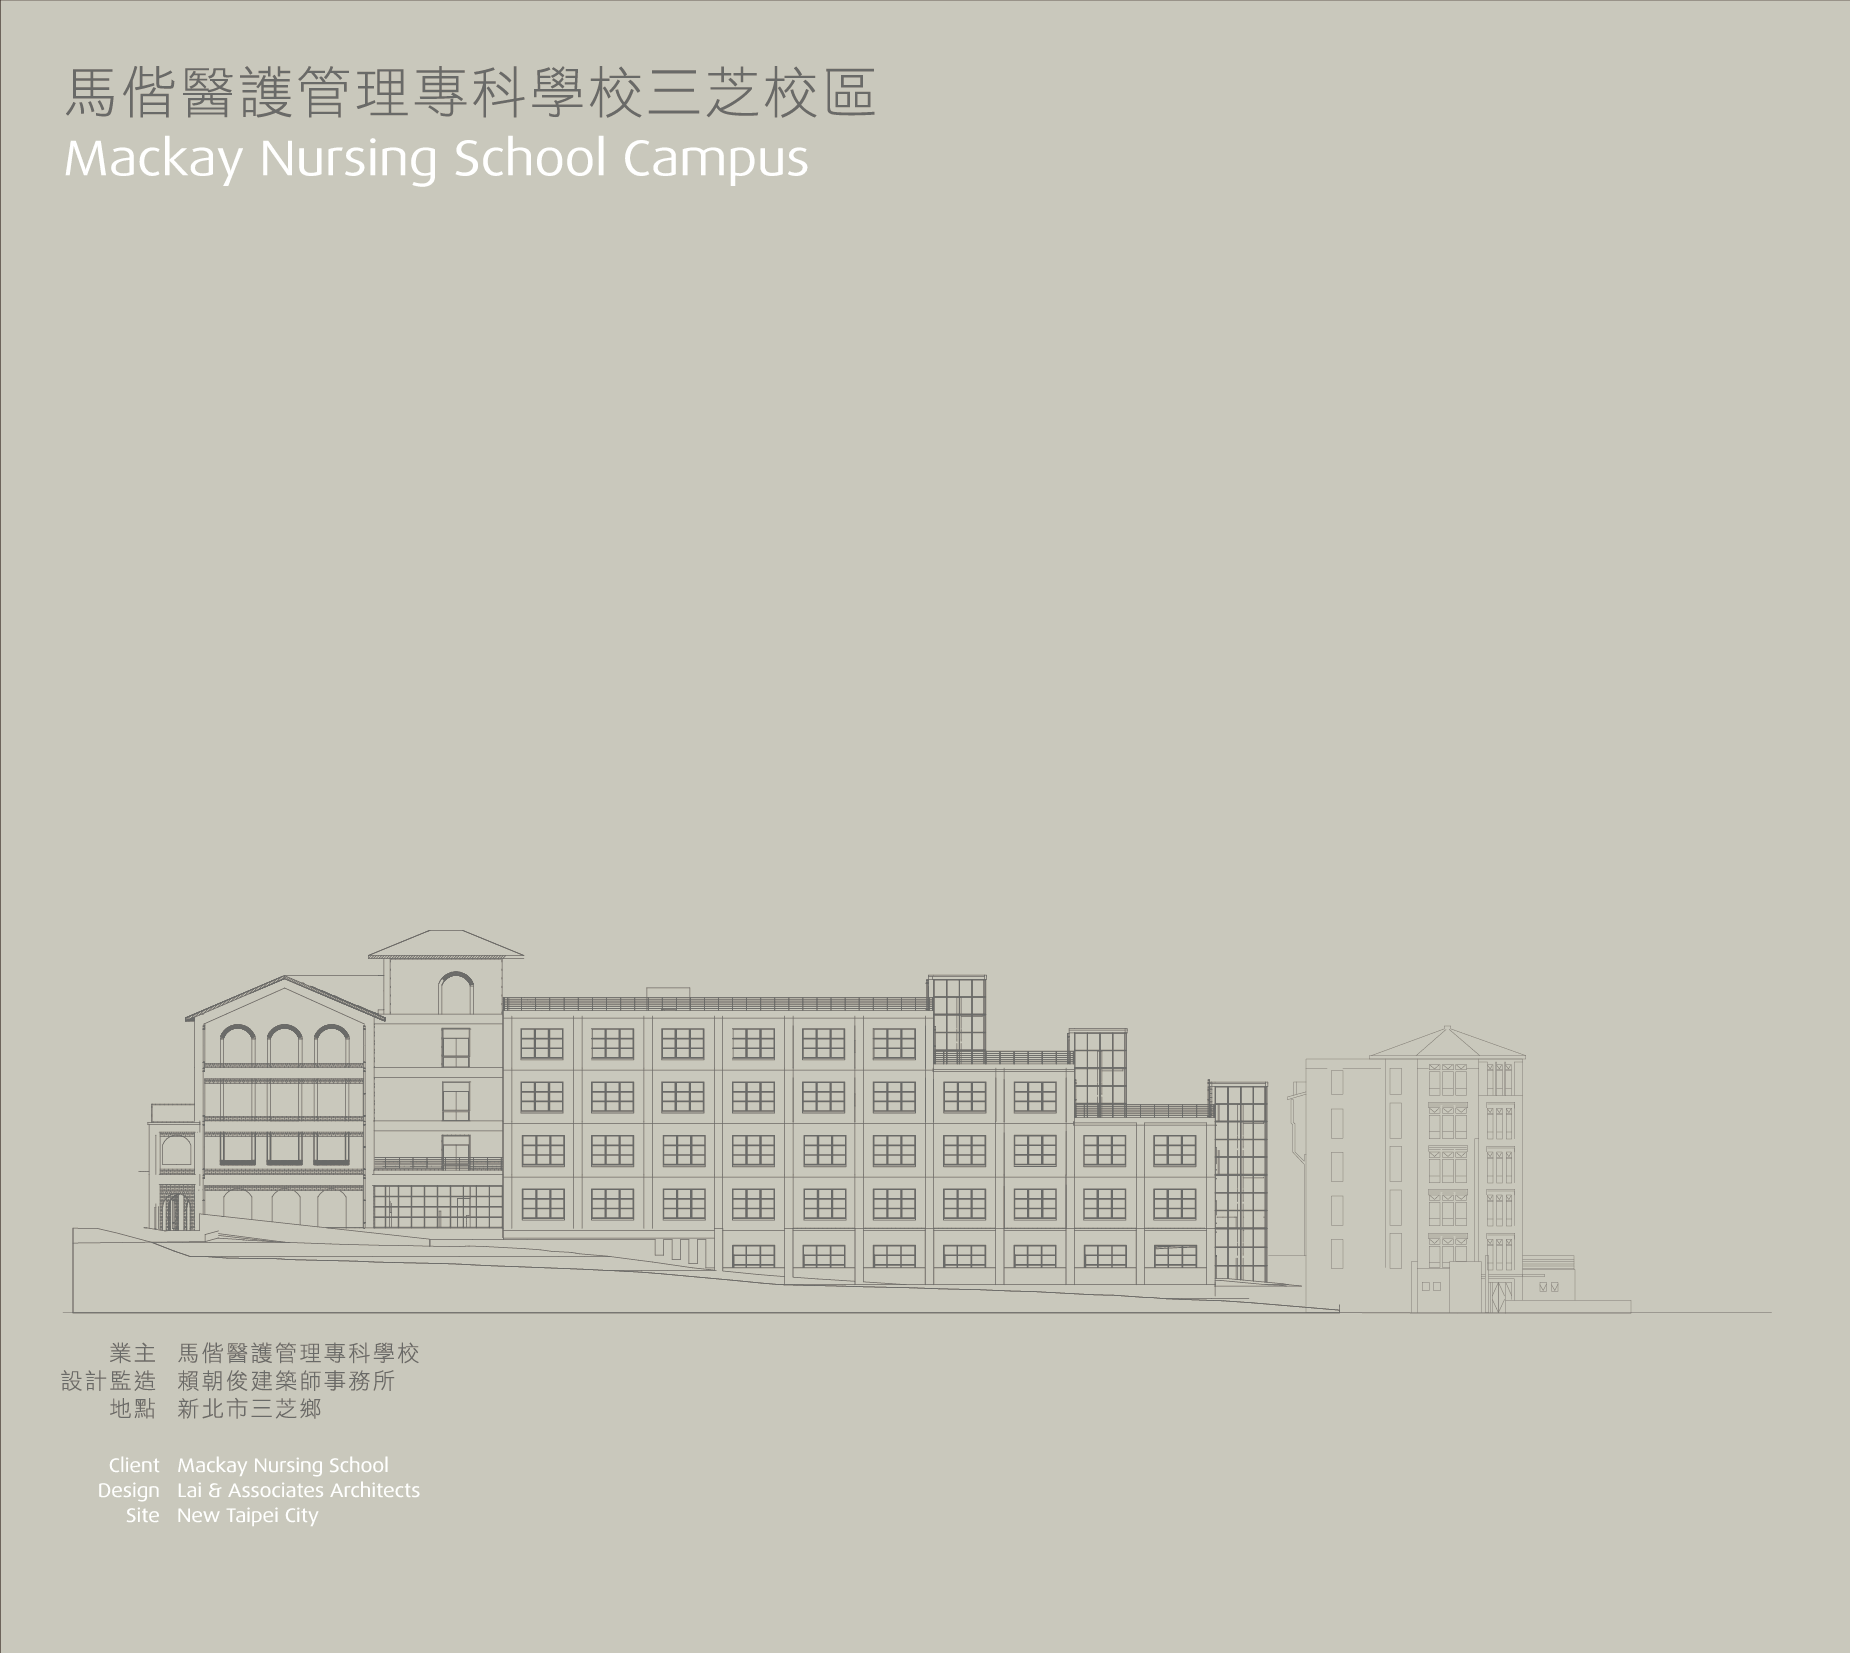 馬偕醫護管理專科學校三芝校區
Mackay Nursing School Campus
業主 馬偕醫護管理專科學校
設計監造 賴朝俊建築師事務所
地點 新北市三芝鄉
Client Mackay Nursing School
Design Lai & Associates Architects
Site New Taipei City